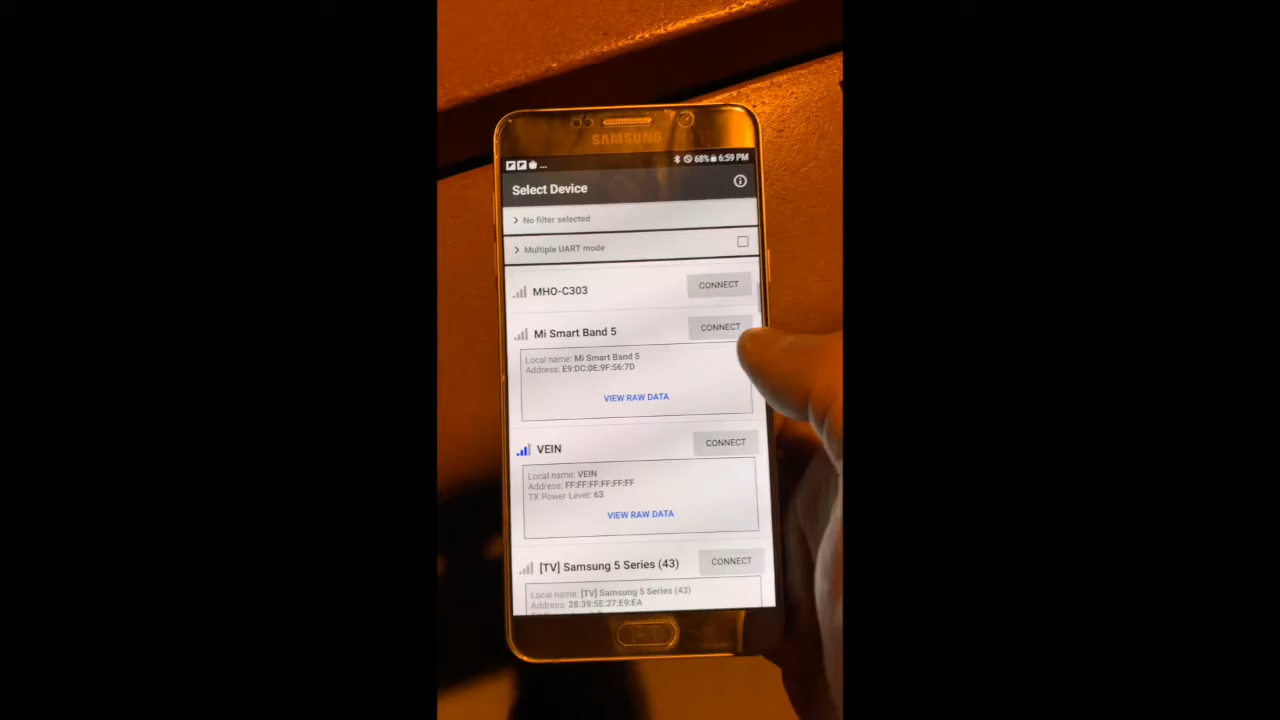 SAMSUNG
... 68% 6:59 PM
Select Device
No filter selected
Multiple UART mode
MHO-C303 CONNECT
Mi Smart Band 5 CONNECT
Local name: Mi Smart Band 5
Address: E9:DC:0E:9F:56:7D
VIEW RAW DATA
VEIN CONNECT
Local name: VEIN
Address: FF:FF:FF:FF:FF:FF
TX Power Level: 63
VIEW RAW DATA
[TV] Samsung 5 Series (43) CONNECT
Local name: [TV] Samsung 5 Series (43)
Address: 28:39:5E:27:E9:EA